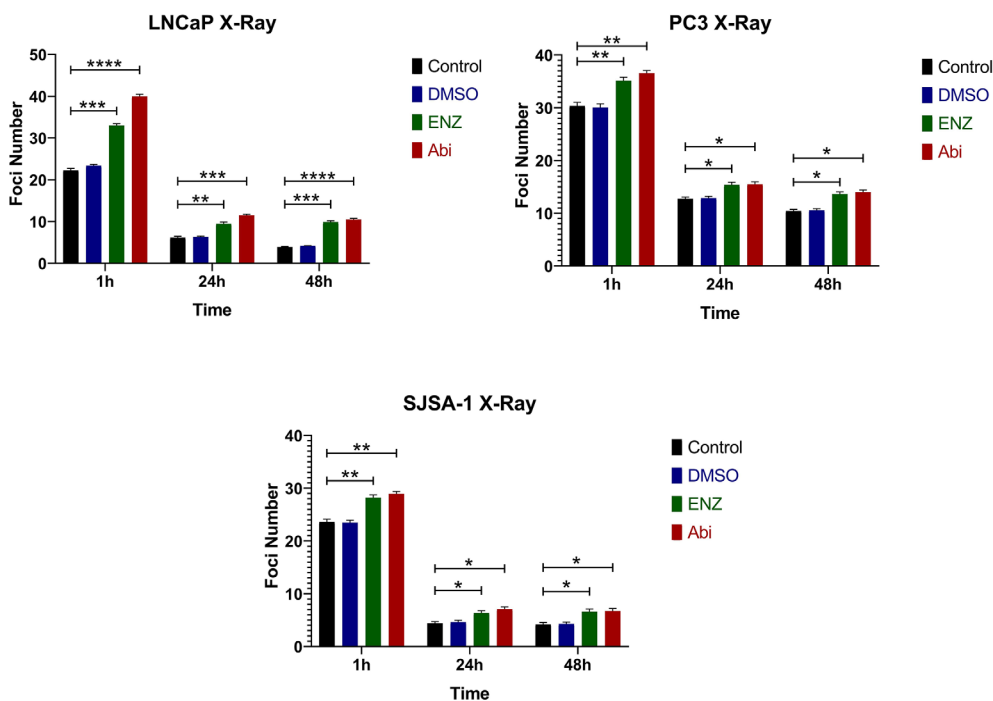 LNCaP X-Ray
50
40
30
20
10
0
Foci Number
****
***
***
**
****
***
1h
24h
48h
Time
Control
DMSO
ENZ
Abi
PC3 X-Ray
40
30
20
10
0
Foci Number
**
**
*
*
*
*
1h
24h
48h
Time
Control
DMSO
ENZ
Abi
SJSA-1 X-Ray
40
30
20
10
0
Foci Number
**
**
*
*
*
*
1h
24h
48h
Time
Control
DMSO
ENZ
Abi